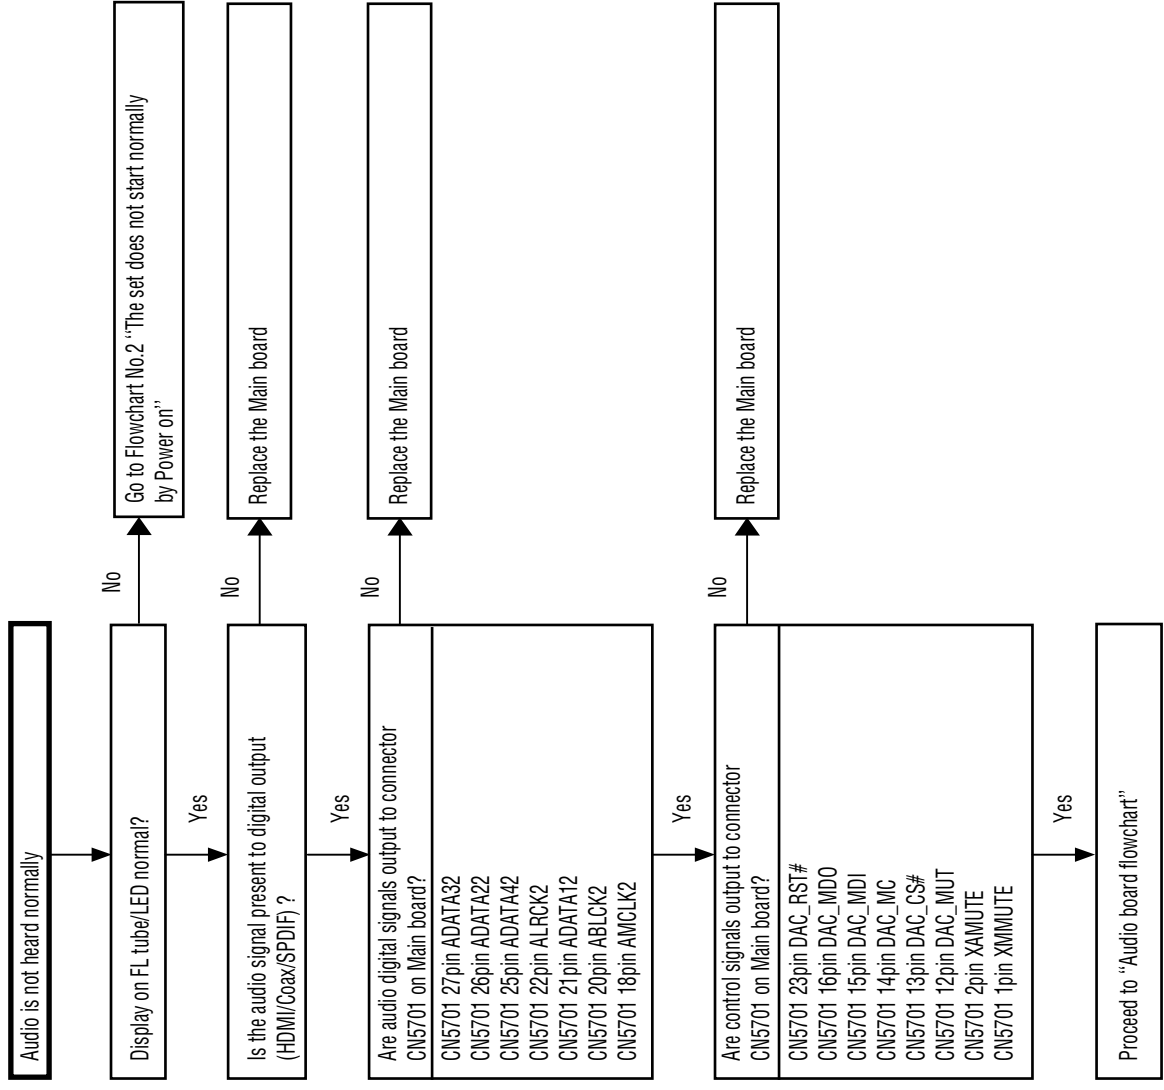 Audio is not heard normally
Display on FL tube/LED normal?
No
Go to Flowchart No.2 “The set does not start normally
by Power on”
Yes
Is the audio signal present to digital output
(HDMI/Coax/SPDIF) ?
No
Replace the Main board
Yes
Are audio digital signals output to connector
CN5701 on Main board?
CN5701 27pin ADATA32
CN5701 26pin ADATA22
CN5701 25pin ADATA42
CN5701 22pin ALRCK2
CN5701 21pin ADATA12
CN5701 20pin ABLCK2
CN5701 18pin AMCLK2
No
Replace the Main board
Yes
Are control signals output to connector
CN5701 on Main board?
CN5701 23pin DAC_RST#
CN5701 16pin DAC_MDO
CN5701 15pin DAC_MDI
CN5701 14pin DAC_MC
CN5701 13pin DAC_CS#
CN5701 12pin DAC_MUT
CN5701 2pin XAMUTE
CN5701 1pin XMMUTE
No
Replace the Main board
Yes
Proceed to “Audio board flowchart”